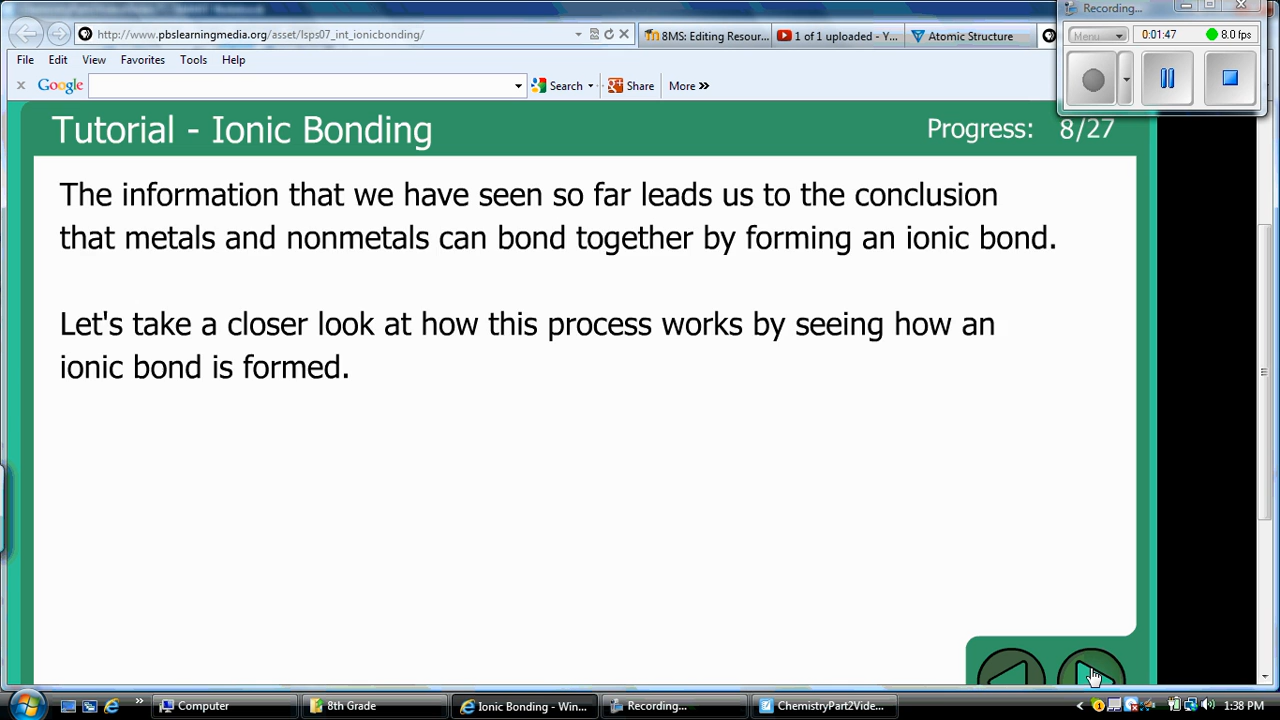 Recording...
http://www.pbslearningmedia.org/asset/lsps07_int_ionicbonding/
8MS: Editing Resour...
1 of 1 uploaded - Y...
Atomic Structure
Menu
0:01:47
8.0 fps
File Edit View Favorites Tools Help
Google
Search
Share
More »
Tutorial - Ionic Bonding
Progress: 8/27
The information that we have seen so far leads us to the conclusion
that metals and nonmetals can bond together by forming an ionic bond.
Let's take a closer look at how this process works by seeing how an
ionic bond is formed.
Computer
8th Grade
Ionic Bonding - Win...
Recording...
ChemistryPart2Vide...
1:38 PM